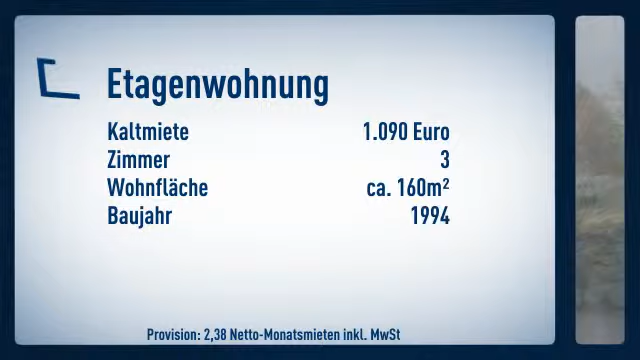 Etagenwohnung
Kaltmiete 1.090 Euro
Zimmer 3
Wohnfläche ca. 160m²
Baujahr 1994
Provision: 2,38 Netto-Monatsmieten inkl. MwSt